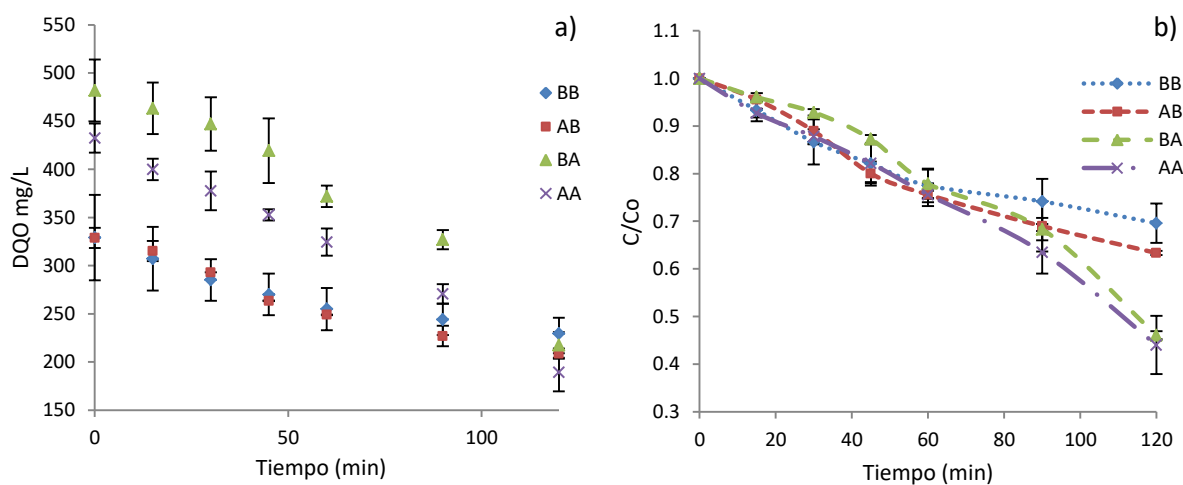 a)
DQO mg/L
550
500
450
400
350
300
250
200
150
0
50
100
Tiempo (min)
BB
AB
BA
AA
b)
C/Co
1.1
1.0
0.9
0.8
0.7
0.6
0.5
0.4
0.3
0
20
40
60
80
100
120
Tiempo (min)
BB
AB
BA
AA